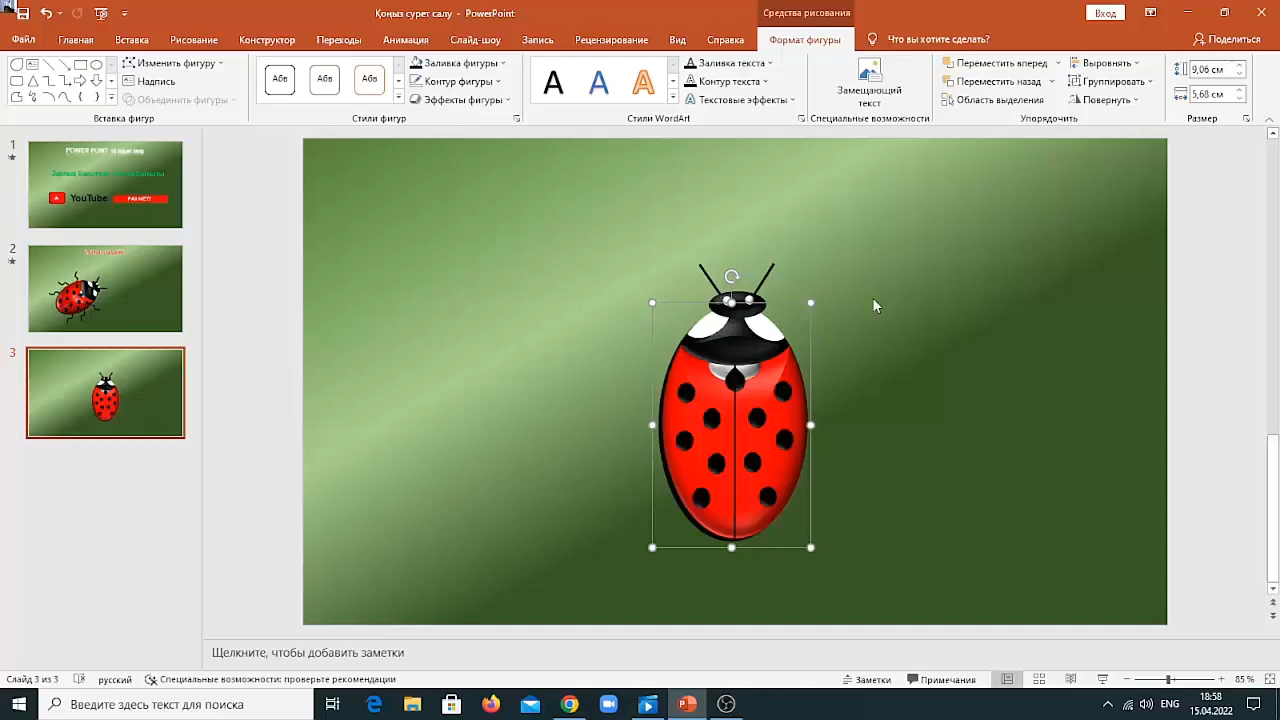 Қоңыз сурет салу - PowerPoint
Средства рисования
Вход
Файл
Главная
Вставка
Рисование
Конструктор
Переходы
Анимация
Слайд-шоу
Запись
Рецензирование
Вид
Справка
Формат фигуры
Что вы хотите сделать?
Поделиться
Изменить фигуру
Надпись
Объединить фигуры
Вставка фигур
Абв
Абв
Абв
Заливка фигуры
Контур фигуры
Эффекты фигуры
Стили фигур
A
A
A
Заливка текста
Контур текста
Текстовые эффекты
Стили WordArt
Замещающий текст
Специальные возможности
Переместить вперед
Переместить назад
Область выделения
Выровнять
Группировать
Повернуть
Упорядочить
9,06 см
5,68 см
Размер
1
POWER POINT
YouTube
2
3
Щелкните, чтобы добавить заметки
Слайд 3 из 3
русский
Специальные возможности: проверьте рекомендации
Заметки
Примечания
85 %
Введите здесь текст для поиска
ENG
18:58
15.04.2022